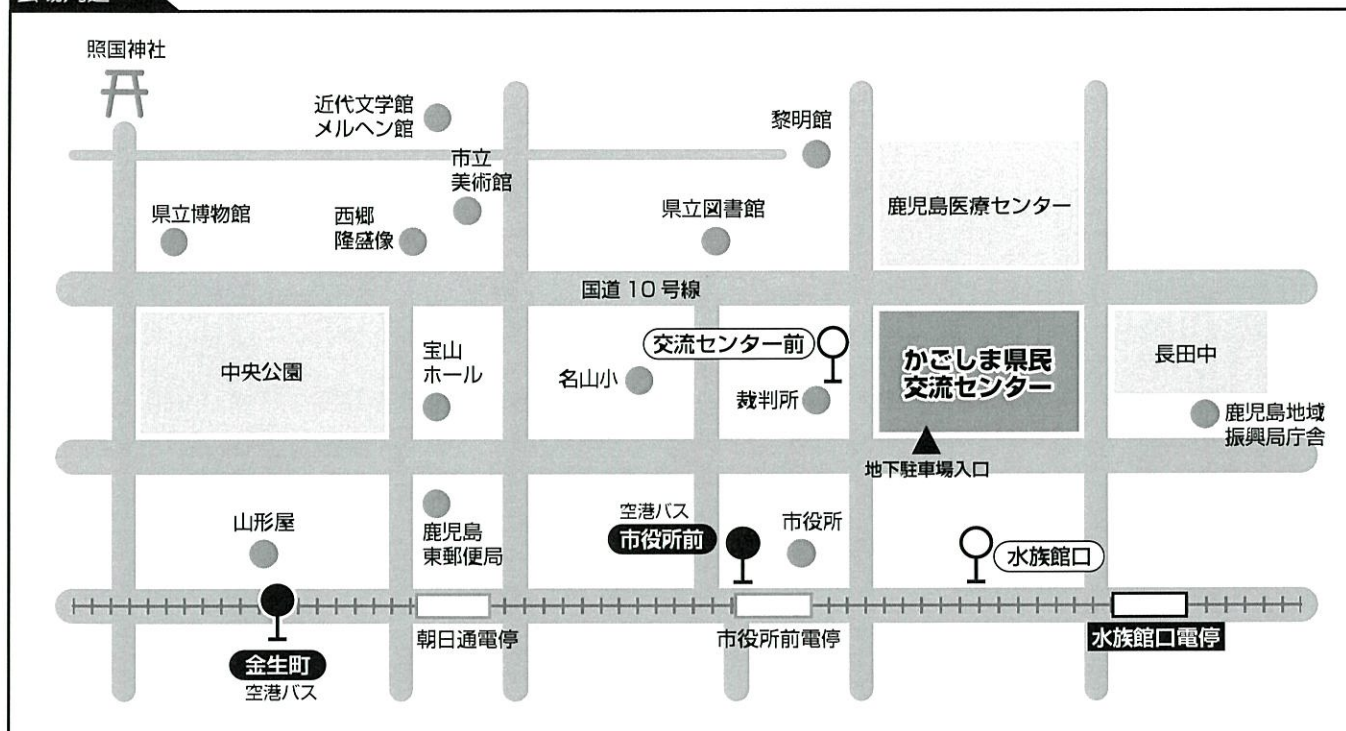 照国神社
近代文学館
メルヘン館
黎明館
市立
美術館
県立博物館
西郷
隆盛像
県立図書館
鹿児島医療センター
国道10号線
中央公園
宝山
ホール
名山小
交流センター前
裁判所
かごしま県民
交流センター
長田中
鹿児島地域
振興局庁舎
地下駐車場入口
山形屋
鹿児島
東郵便局
空港バス
市役所前
市役所
水族館口
朝日通電停
市役所前電停
水族館口電停
金生町
空港バス